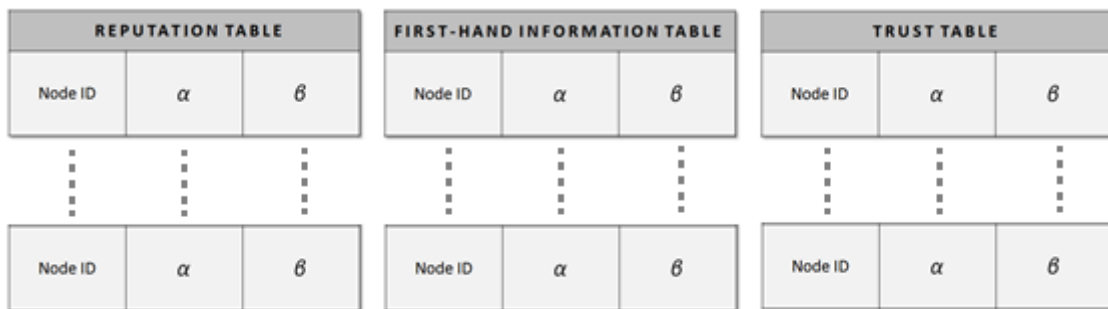 REPUTATION TABLE
Node ID α β
Node ID α β
FIRST-HAND INFORMATION TABLE
Node ID α β
Node ID α β
TRUST TABLE
Node ID α β
Node ID α β